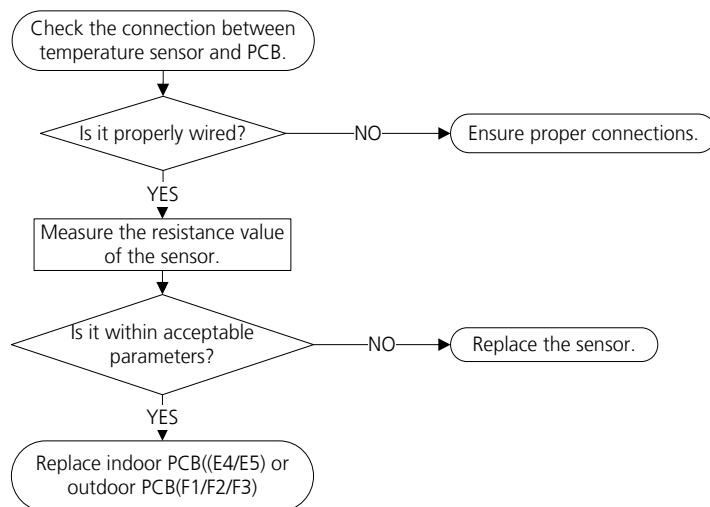 Check the connection between
temperature sensor and PCB.
Is it properly wired?
NO
Ensure proper connections.
YES
Measure the resistance value
of the sensor.
Is it within acceptable
parameters?
NO
Replace the sensor.
YES
Replace indoor PCB((E4/E5) or
outdoor PCB(F1/F2/F3)